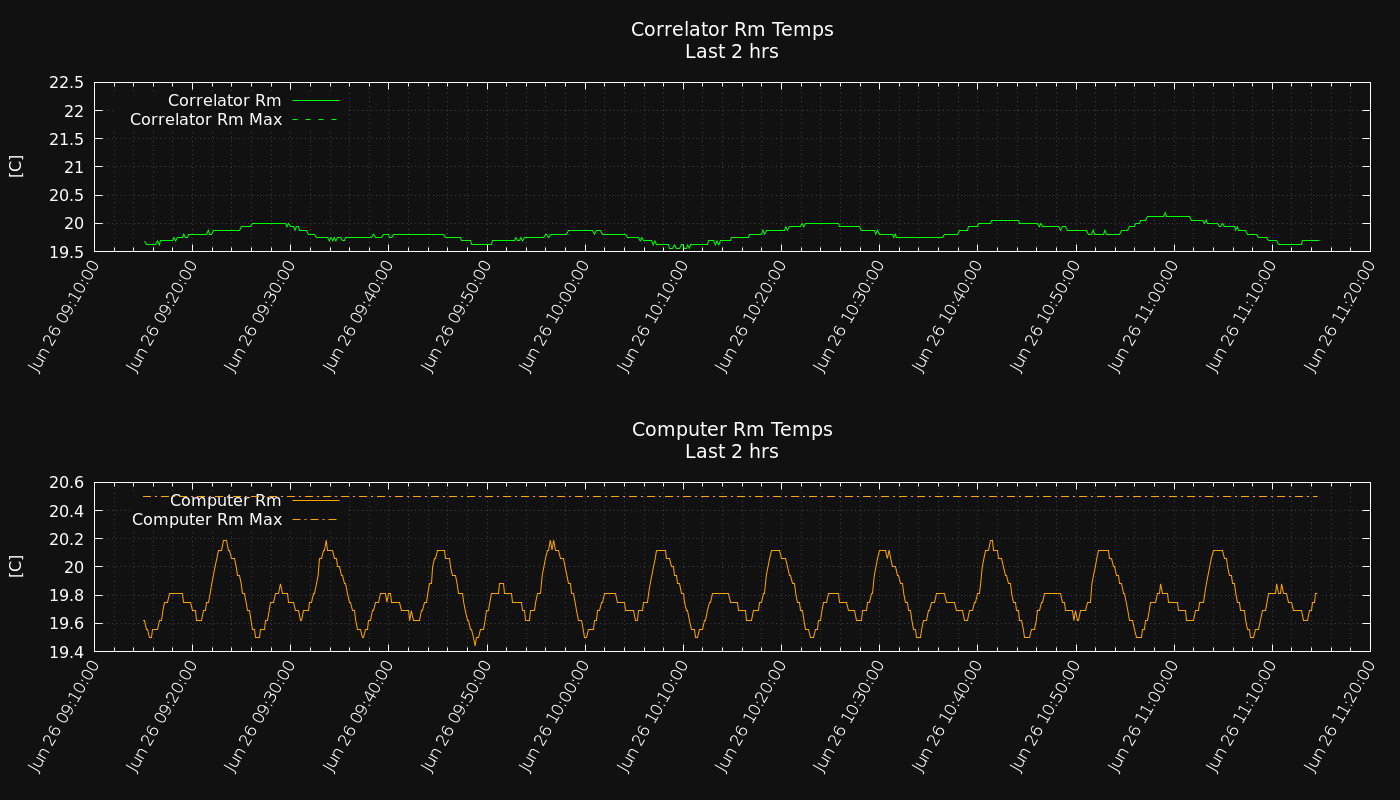 Correlator Rm Temps
Last 2 hrs
[C]
22.5
22
21.5
21
20.5
20
19.5
Correlator Rm
Correlator Rm Max
Jun 26 09:10:00
Jun 26 09:20:00
Jun 26 09:30:00
Jun 26 09:40:00
Jun 26 09:50:00
Jun 26 10:00:00
Jun 26 10:10:00
Jun 26 10:20:00
Jun 26 10:30:00
Jun 26 10:40:00
Jun 26 10:50:00
Jun 26 11:00:00
Jun 26 11:10:00
Jun 26 11:20:00
Computer Rm Temps
Last 2 hrs
[C]
20.6
20.4
20.2
20
19.8
19.6
19.4
Computer Rm
Computer Rm Max
Jun 26 09:10:00
Jun 26 09:20:00
Jun 26 09:30:00
Jun 26 09:40:00
Jun 26 09:50:00
Jun 26 10:00:00
Jun 26 10:10:00
Jun 26 10:20:00
Jun 26 10:30:00
Jun 26 10:40:00
Jun 26 10:50:00
Jun 26 11:00:00
Jun 26 11:10:00
Jun 26 11:20:00